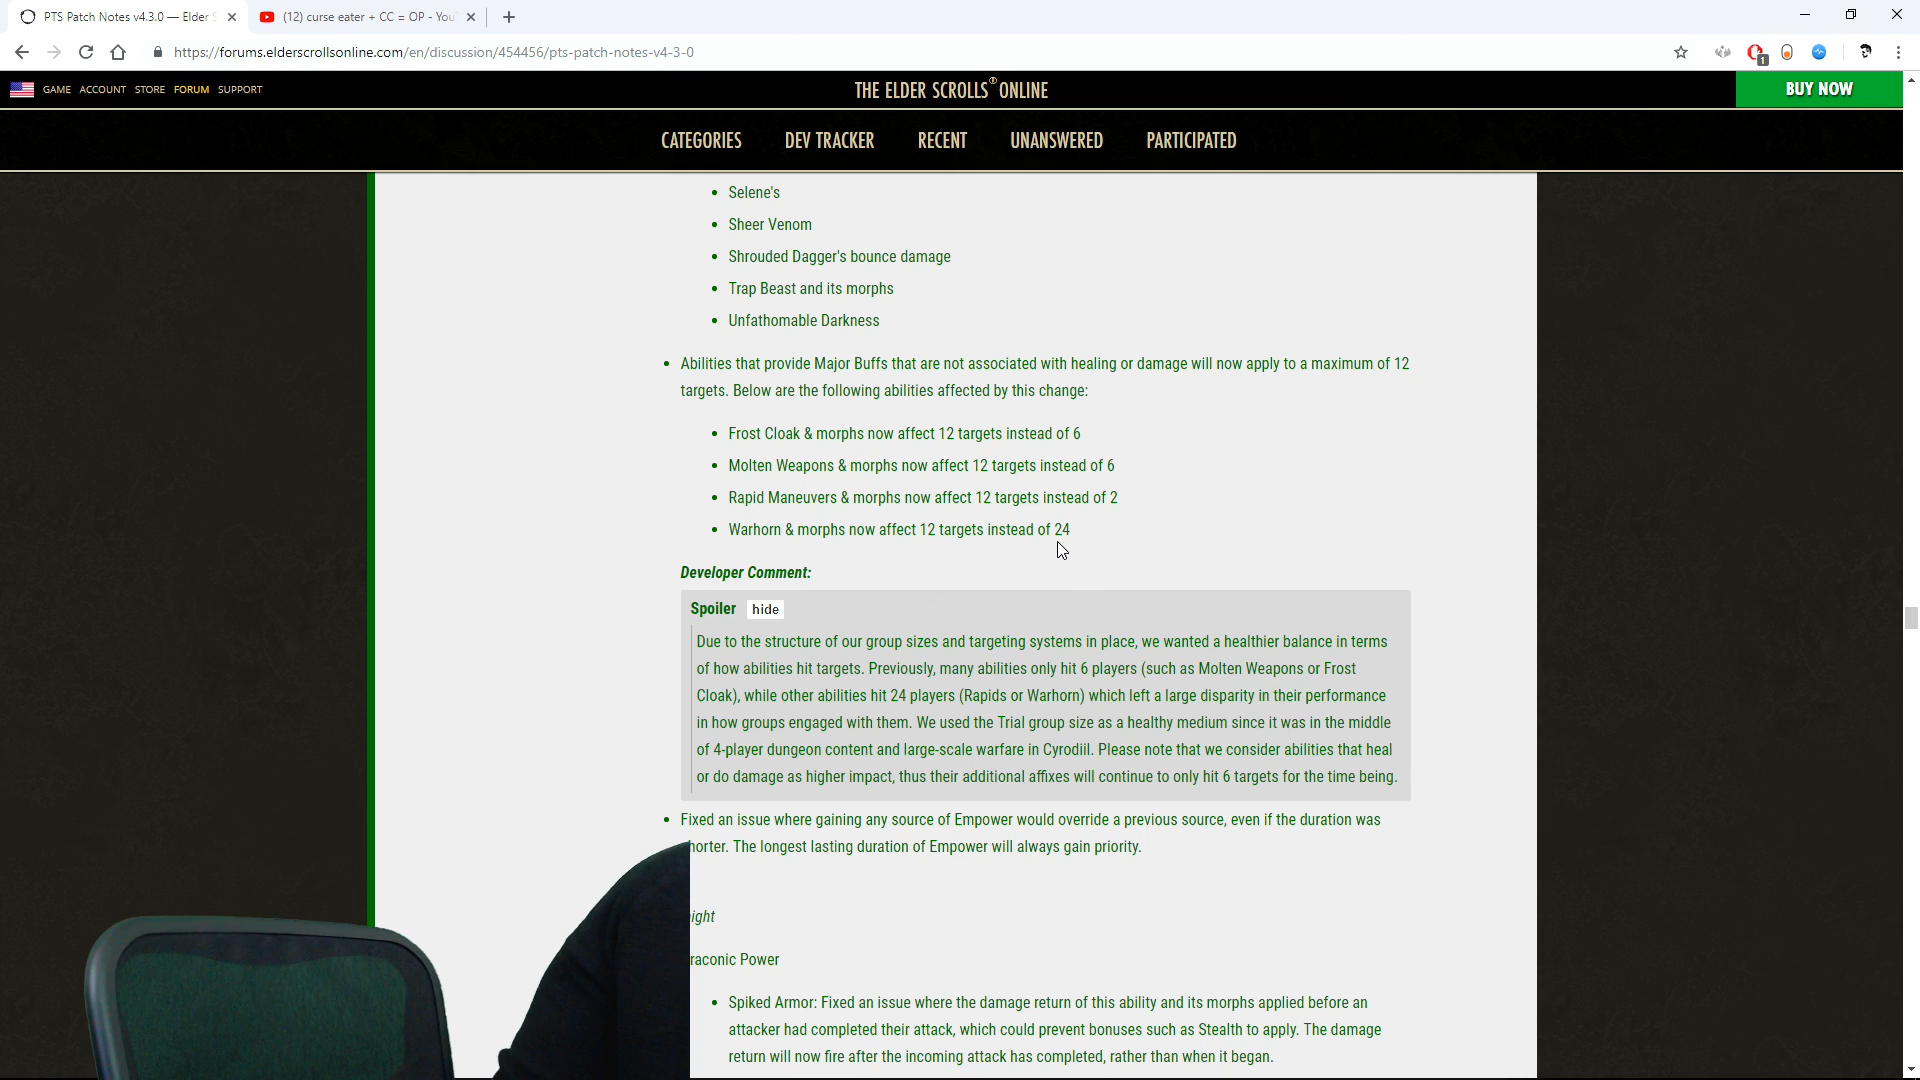 PTS Patch Notes v4.3.0 — Elder S
(12) curse eater + CC = OP - You
https://forums.elderscrollsonline.com/en/discussion/454456/pts-patch-notes-v4-3-0
1
GAME ACCOUNT STORE FORUM SUPPORT
THE ELDER SCROLLS ONLINE
BUY NOW
CATEGORIES DEV TRACKER RECENT UNANSWERED PARTICIPATED
• Selene's
• Sheer Venom
• Shrouded Dagger's bounce damage
• Trap Beast and its morphs
• Unfathomable Darkness
• Abilities that provide Major Buffs that are not associated with healing or damage will now apply to a maximum of 12
targets. Below are the following abilities affected by this change:
• Frost Cloak & morphs now affect 12 targets instead of 6
• Molten Weapons & morphs now affect 12 targets instead of 6
• Rapid Maneuvers & morphs now affect 12 targets instead of 2
• Warhorn & morphs now affect 12 targets instead of 24
Developer Comment:
Spoiler hide
Due to the structure of our group sizes and targeting systems in place, we wanted a healthier balance in terms
of how abilities hit targets. Previously, many abilities only hit 6 players (such as Molten Weapons or Frost
Cloak), while other abilities hit 24 players (Rapids or Warhorn) which left a large disparity in their performance
in how groups engaged with them. We used the Trial group size as a healthy medium since it was in the middle
of 4-player dungeon content and large-scale warfare in Cyrodiil. Please note that we consider abilities that heal
or do damage as higher impact, thus their additional affixes will continue to only hit 6 targets for the time being.
• Fixed an issue where gaining any source of Empower would override a previous source, even if the duration was
horter. The longest lasting duration of Empower will always gain priority.
ight
raconic Power
• Spiked Armor: Fixed an issue where the damage return of this ability and its morphs applied before an
attacker had completed their attack, which could prevent bonuses such as Stealth to apply. The damage
return will now fire after the incoming attack has completed, rather than when it began.